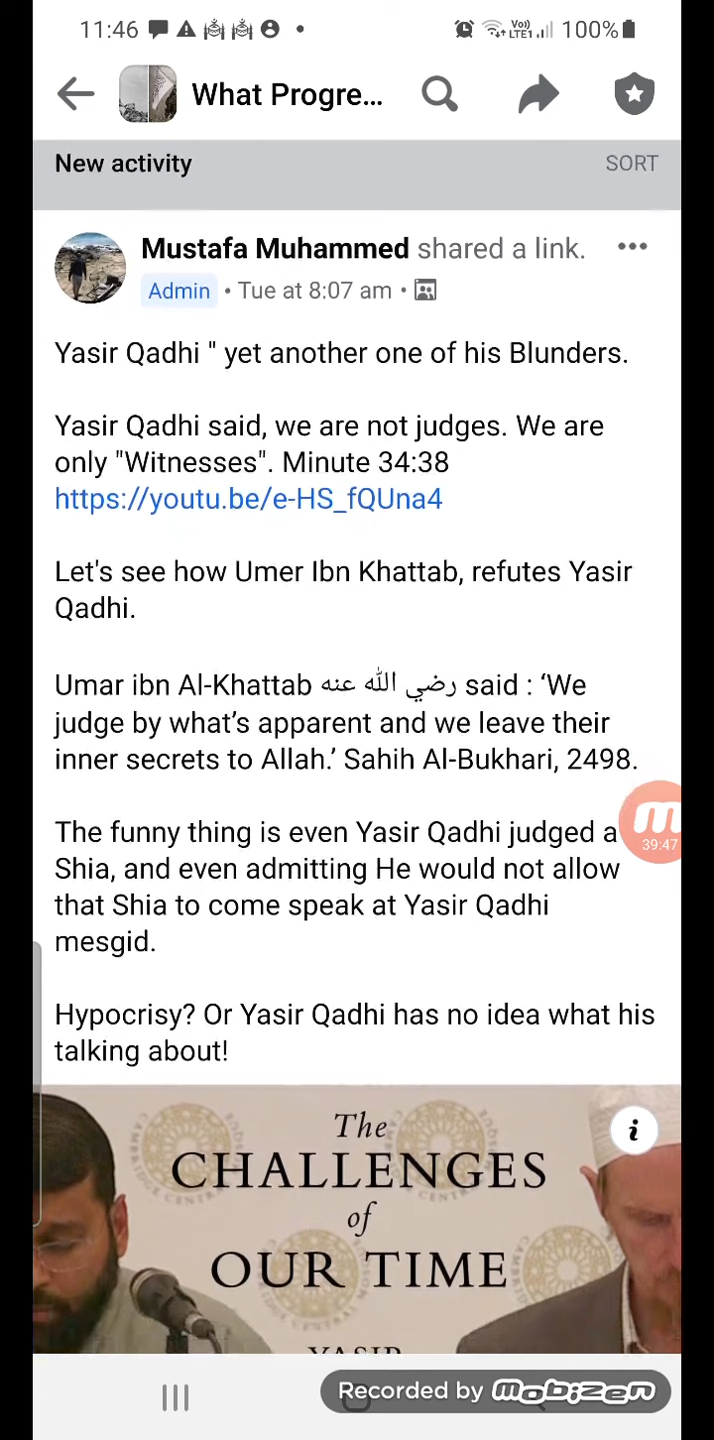 11:46
Vo))
LTE1
100%
What Progre...
New activity
SORT
Mustafa Muhammed shared a link.
Admin • Tue at 8:07 am •
Yasir Qadhi " yet another one of his Blunders.
Yasir Qadhi said, we are not judges. We are
only "Witnesses". Minute 34:38
https://youtu.be/e-HS_fQUna4
Let's see how Umer Ibn Khattab, refutes Yasir
Qadhi.
Umar ibn Al-Khattab رضي الله عنه said : ‘We
judge by what’s apparent and we leave their
inner secrets to Allah.’ Sahih Al-Bukhari, 2498.
The funny thing is even Yasir Qadhi judged a
Shia, and even admitting He would not allow
that Shia to come speak at Yasir Qadhi
mesgid.
39:47
Hypocrisy? Or Yasir Qadhi has no idea what his
talking about!
The
CHALLENGES
of
OUR TIME
YASIR
Recorded by mobizen